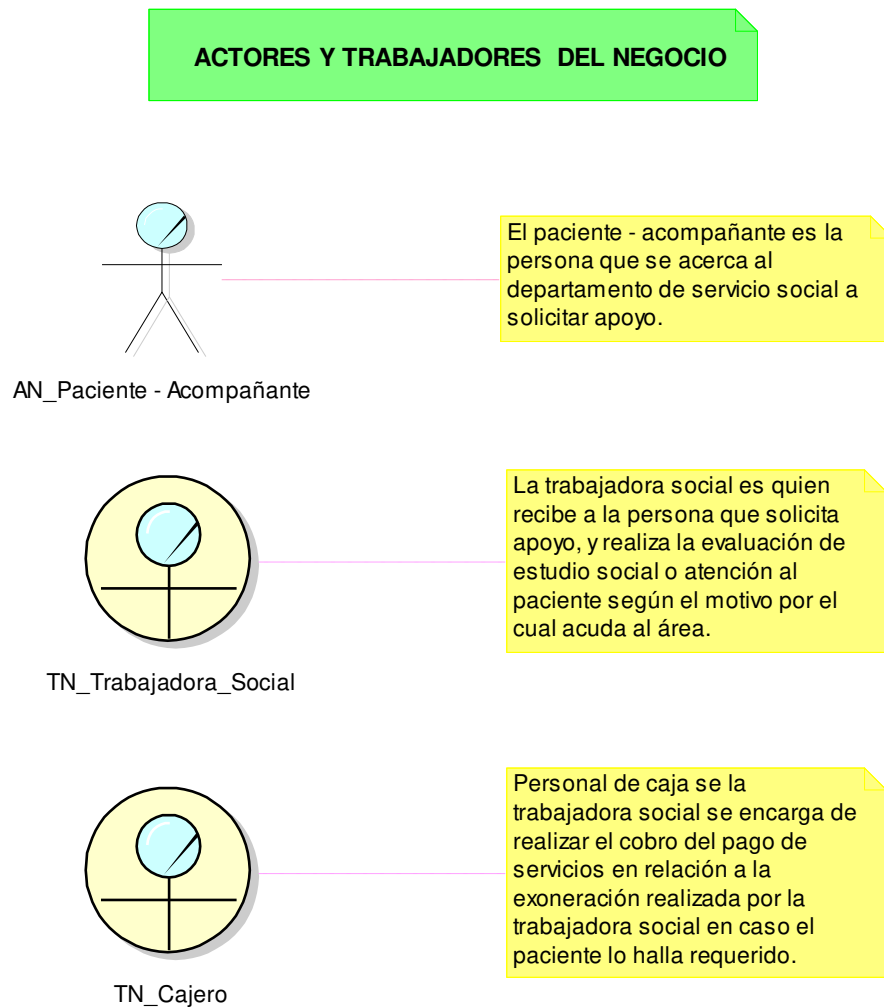 ACTORES Y TRABAJADORES DEL NEGOCIO
El paciente - acompañante es la
persona que se acerca al
departamento de servicio social a
solicitar apoyo.
AN_Paciente - Acompañante
La trabajadora social es quien
recibe a la persona que solicita
apoyo, y realiza la evaluación de
estudio social o atención al
paciente según el motivo por el
cual acuda al área.
TN_Trabajadora_Social
Personal de caja se la
trabajadora social se encarga de
realizar el cobro del pago de
servicios en relación a la
exoneración realizada por la
trabajadora social en caso el
paciente lo halla requerido.
TN_Cajero